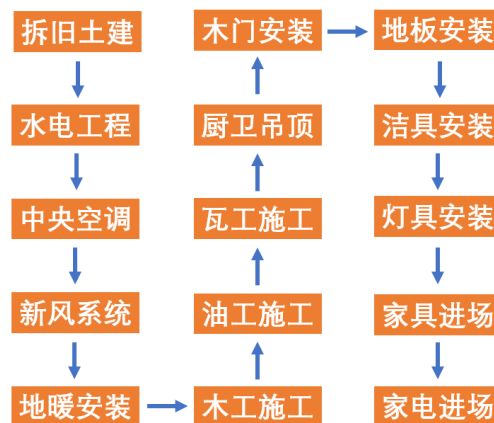 拆旧土建
水电工程
中央空调
新风系统
地暖安装
木工施工
油工施工
瓦工施工
厨卫吊顶
木门安装
地板安装
洁具安装
灯具安装
家具进场
家电进场